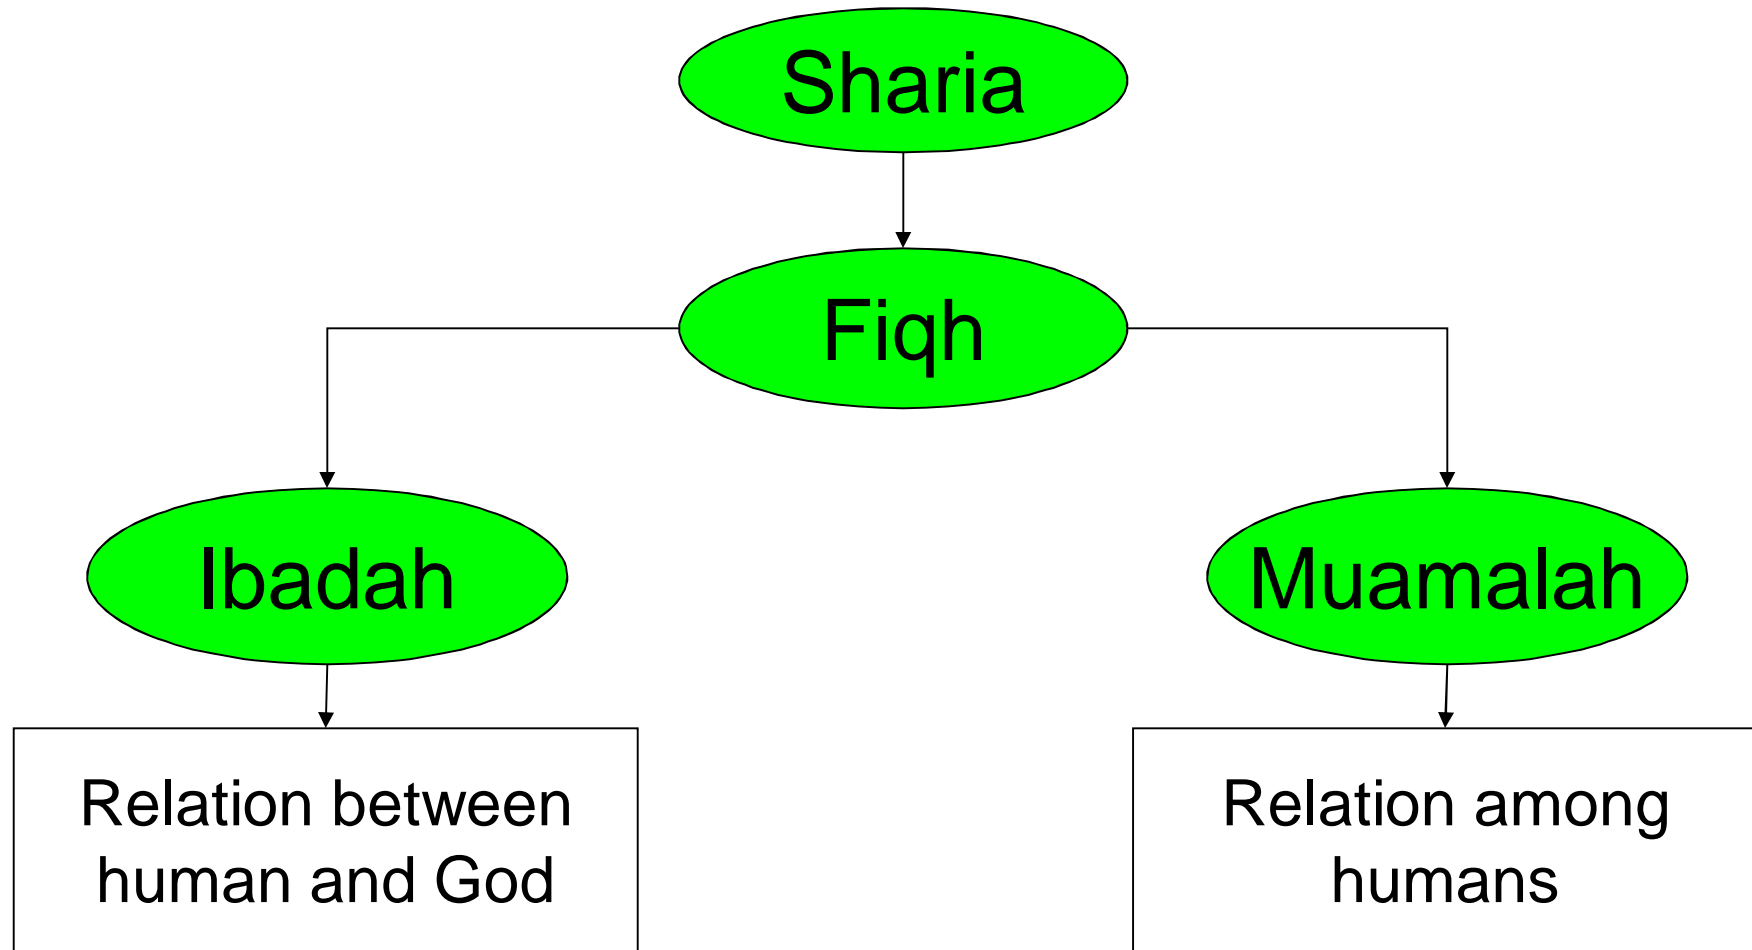 Sharia
Fiqh
Ibadah
Muamalah
Relation between
human and God
Relation among
humans